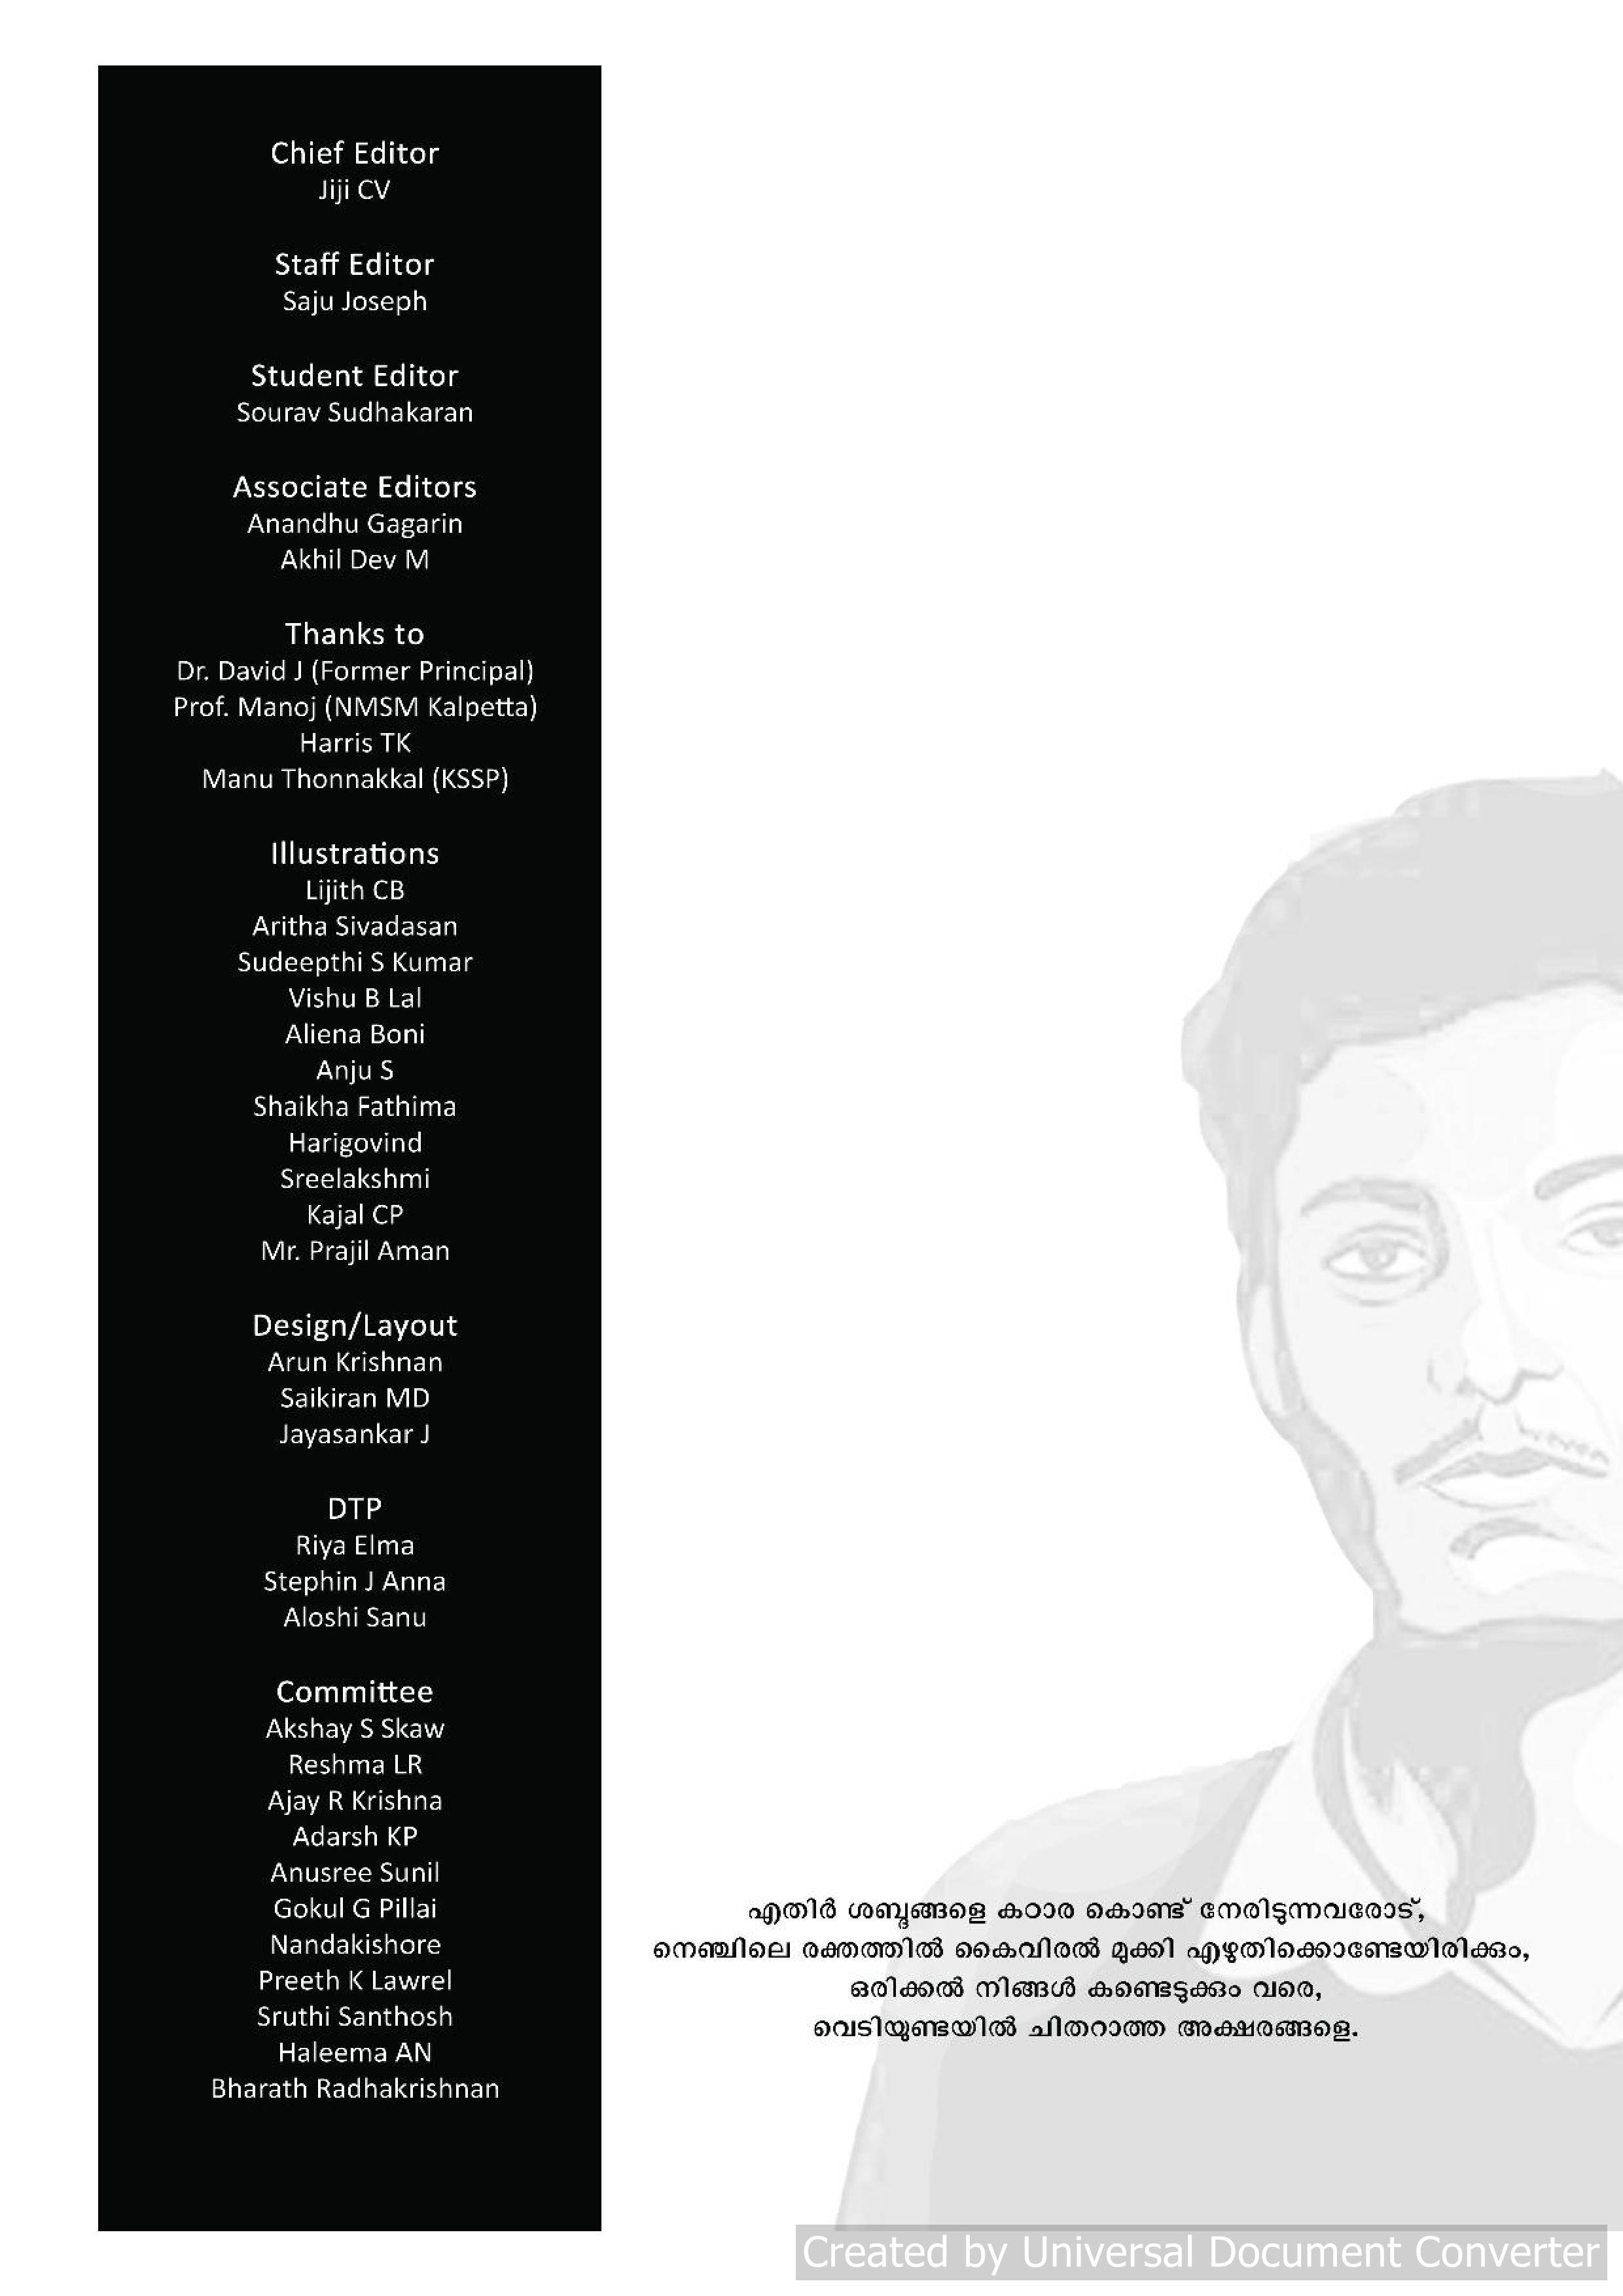 Chief Editor
Jiji CV
Staff Editor
Saju Joseph
Student Editor
Sourav Sudhakaran
Associate Editors
Anandhu Gagarin
Akhil Dev M
Thanks to
Dr. David J (Former Principal)
Prof. Manoj (NMSM Kalpetta)
Harris TK
Manu Thonnakkal (KSSP)
Illustrations
Lijith CB
Aritha Sivadasan
Sudeepthi S Kumar
Vishu B Lal
Aliena Boni
Anju S
Shaikha Fathima
Harigovind
Sreelakshmi
Kajal CP
Mr. Prajil Aman
Design/Layout
Arun Krishnan
Saikiran MD
Jayasankar J
DTP
Riya Elma
Stephin J Anna
Aloshi Sanu
Committee
Akshay S Skaw
Reshma LR
Ajay R Krishna
Adarsh KP
Anusree Sunil
Gokul G Pillai
Nandakishore
Preeth K Lawrel
Sruthi Santhosh
Haleema AN
Bharath Radhakrishnan
എതിർ ശബ്ദങ്ങളെ കഠാര കൊണ്ട് നേരിടുന്നവരോട്,
നെഞ്ചിലെ രക്തത്തിൽ കൈവിരൽ മുക്കി എഴുതിക്കൊണ്ടേയിരിക്കും,
ഒരിക്കൽ നിങ്ങൾ കണ്ടെടുക്കും വരെ,
വെടിയുണ്ടയിൽ ചിതറാത്ത അക്ഷരങ്ങളെ.
Created by Universal Document Converter